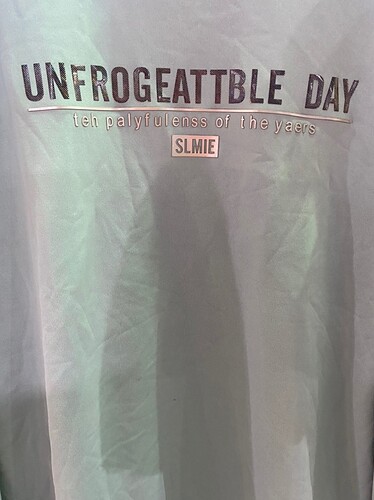 UNFROGEATTBLE DAY
teh palyfulenss of the yaers
SLMIE